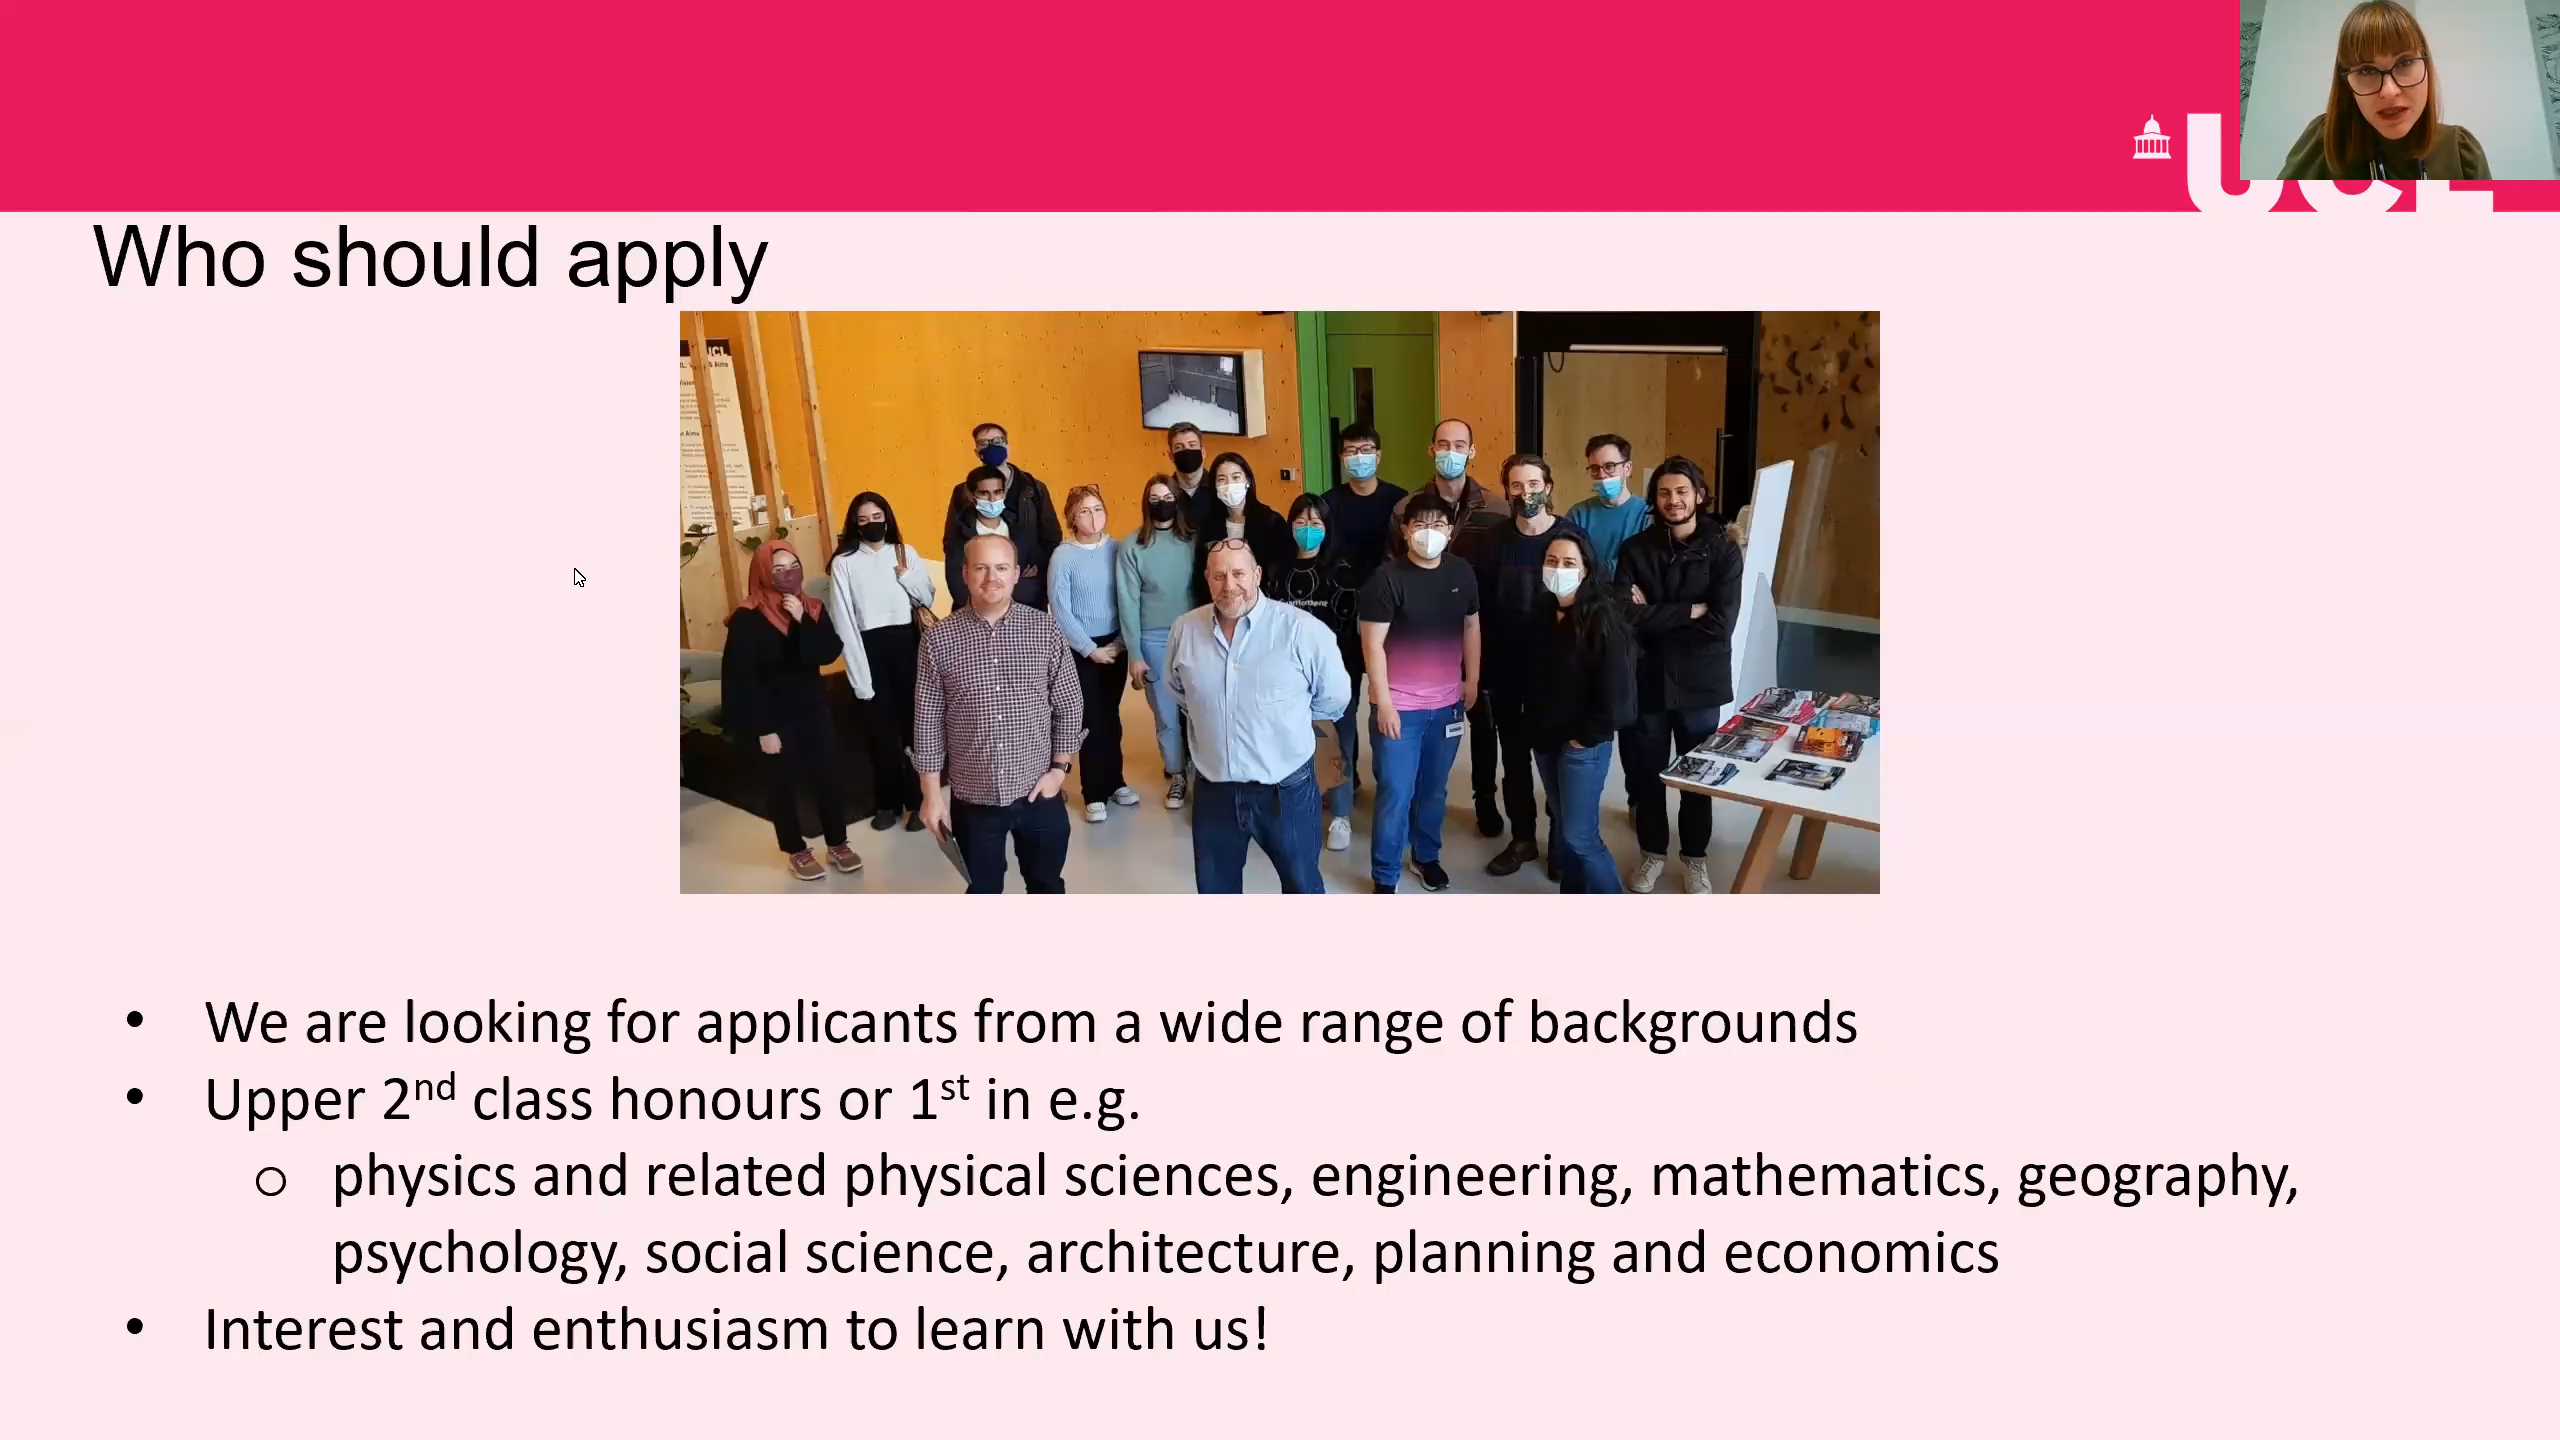 UCL
Who should apply
UCL
• We are looking for applicants from a wide range of backgrounds
• Upper 2nd class honours or 1st in e.g.
o physics and related physical sciences, engineering, mathematics, geography,
psychology, social science, architecture, planning and economics
• Interest and enthusiasm to learn with us!